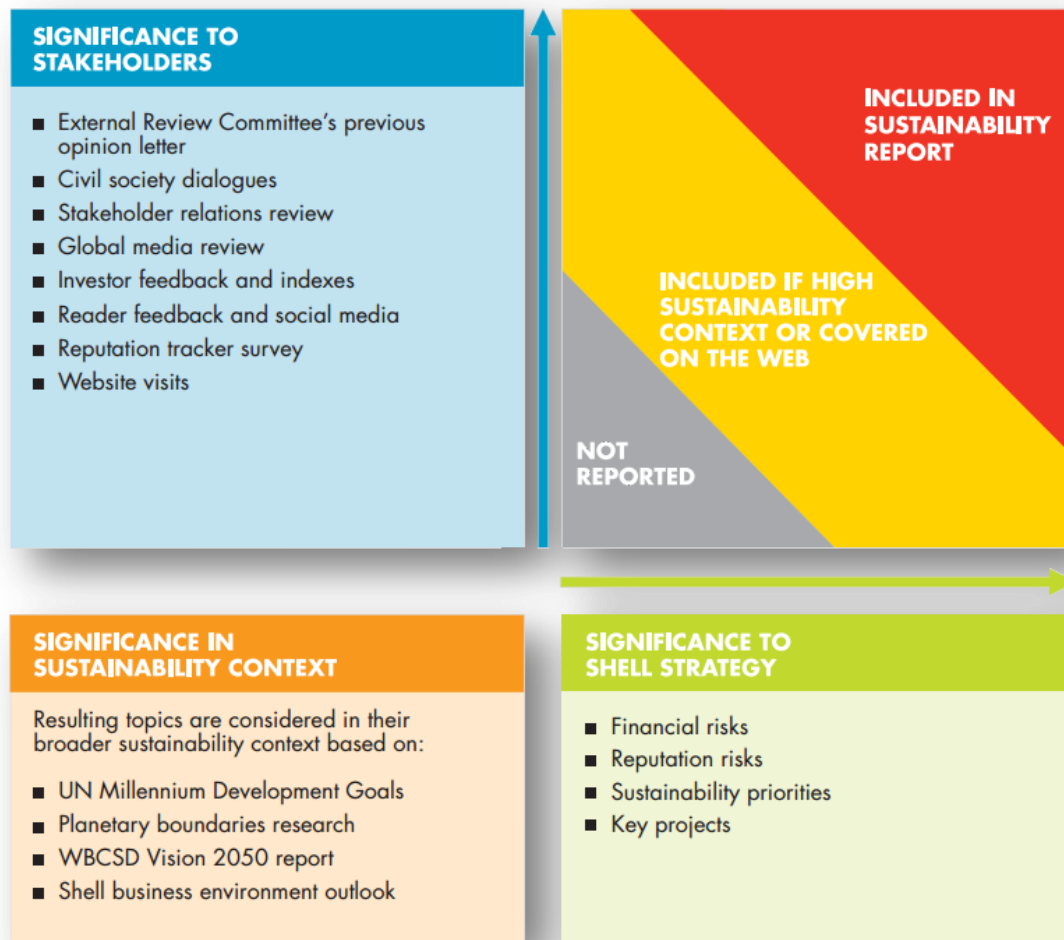 SIGNIFICANCE TO
STAKEHOLDERS
■ External Review Committee's previous
opinion letter
■ Civil society dialogues
■ Stakeholder relations review
■ Global media review
■ Investor feedback and indexes
■ Reader feedback and social media
■ Reputation tracker survey
■ Website visits
INCLUDED IN
SUSTAINABILITY
REPORT
INCLUDED IF HIGH
SUSTAINABILITY
CONTEXT OR COVERED
ON THE WEB
NOT
REPORTED
SIGNIFICANCE IN
SUSTAINABILITY CONTEXT
Resulting topics are considered in their
broader sustainability context based on:
■ UN Millennium Development Goals
■ Planetary boundaries research
■ WBCSD Vision 2050 report
■ Shell business environment outlook
SIGNIFICANCE TO
SHELL STRATEGY
■ Financial risks
■ Reputation risks
■ Sustainability priorities
■ Key projects